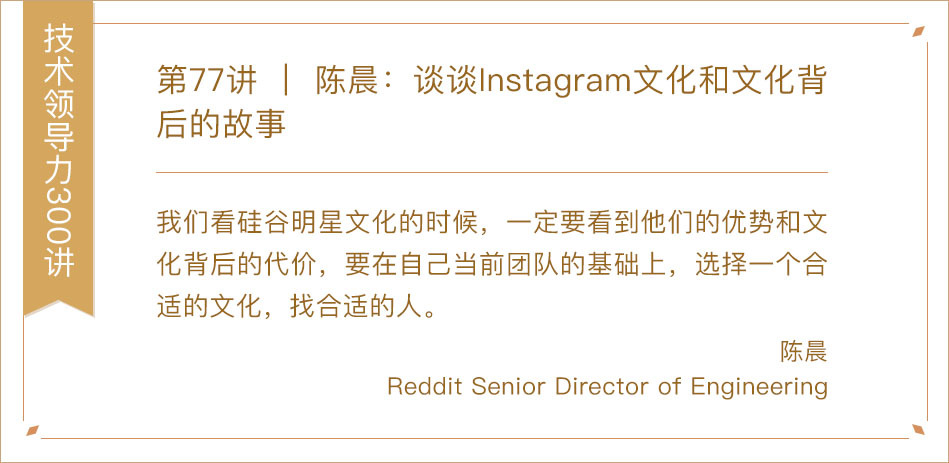 技术领导力300讲
第77讲 | 陈晨：谈谈Instagram文化和文化背
后的故事
我们看硅谷明星文化的时候，一定要看到他们的优势和文
化背后的代价，要在自己当前团队的基础上，选择一个合
适的文化，找合适的人。
陈晨
Reddit Senior Director of Engineering